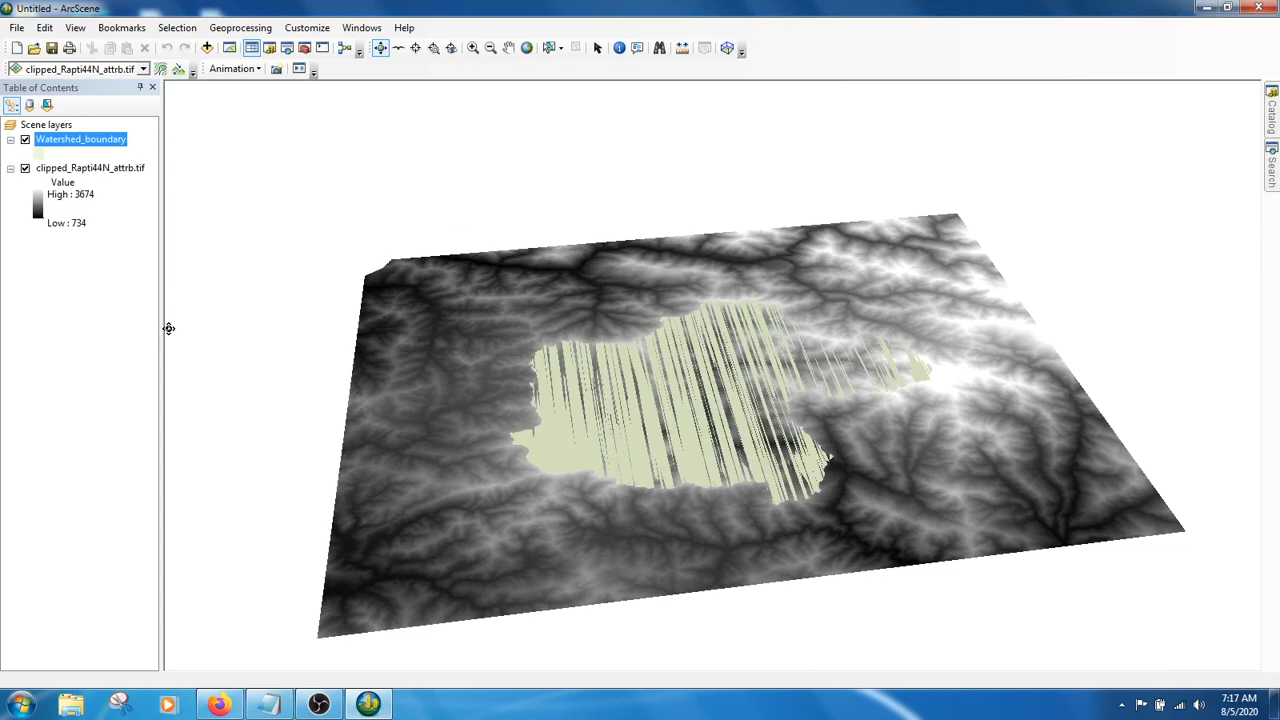 Untitled - ArcScene
File Edit View Bookmarks Selection Geoprocessing Customize Windows Help
clipped_Rapti44N_attrb.tif
Animation
Table of Contents
Scene layers
Watershed_boundary
clipped_Rapti44N_attrb.tif
Value
High : 3674
Low : 734
Catalog
Search
7:17 AM
8/5/2020